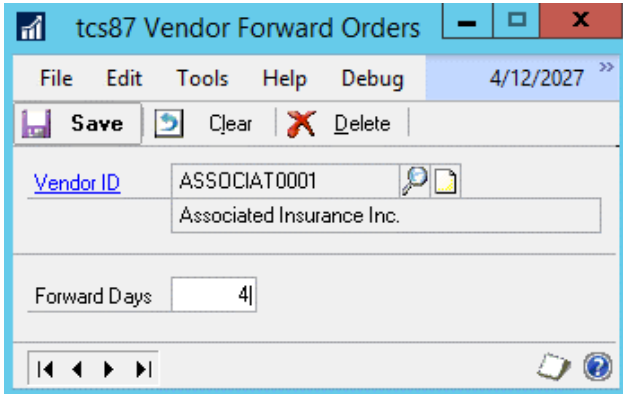 tcs87 Vendor Forward Orders
File Edit Tools Help Debug 4/12/2027 »
Save Clear Delete
Vendor ID ASSOCIAT0001
Associated Insurance Inc.
Forward Days 4